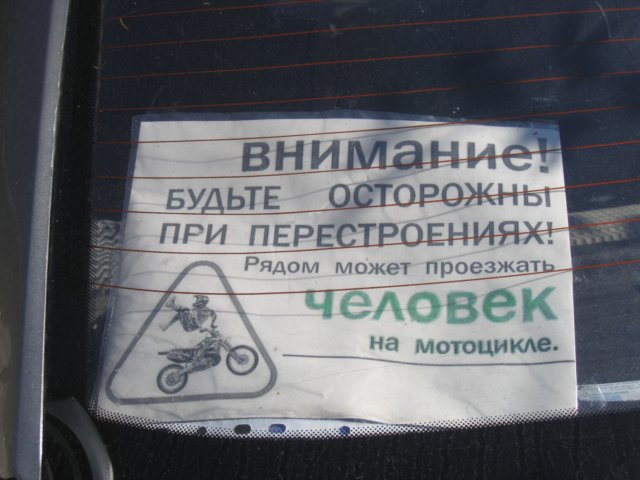 внимание!
БУДЬТЕ ОСТОРОЖНЫ
ПРИ ПЕРЕСТРОЕНИЯХ!
Рядом может проезжать
человек
на мотоцикле.